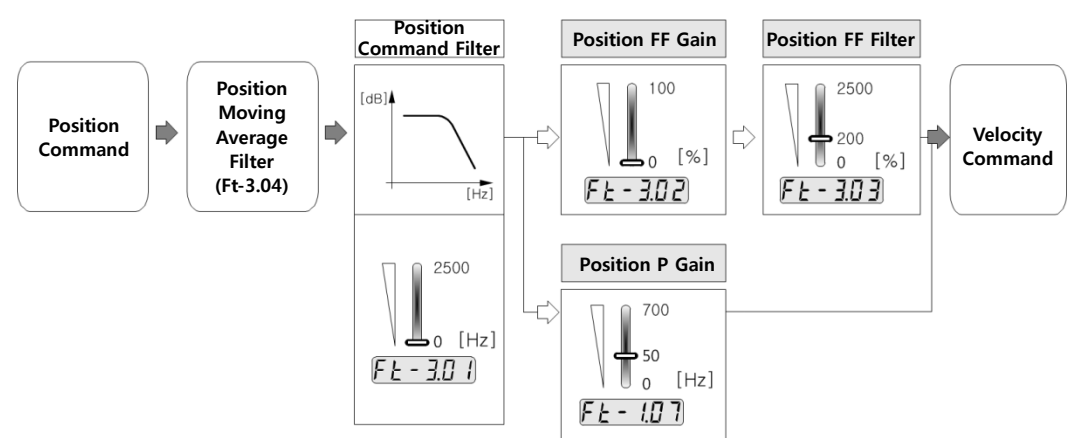 Position
Command
Position
Moving
Average
Filter
(Ft-3.04)
Position
Command Filter
[dB]
[Hz]
2500
0 [Hz]
Ft-3.01
Position FF Gain
100
0 [%]
Ft-3.02
Position FF Filter
2500
200
0 [%]
Ft-3.03
Position P Gain
700
50
0 [Hz]
Ft-1.07
Velocity
Command